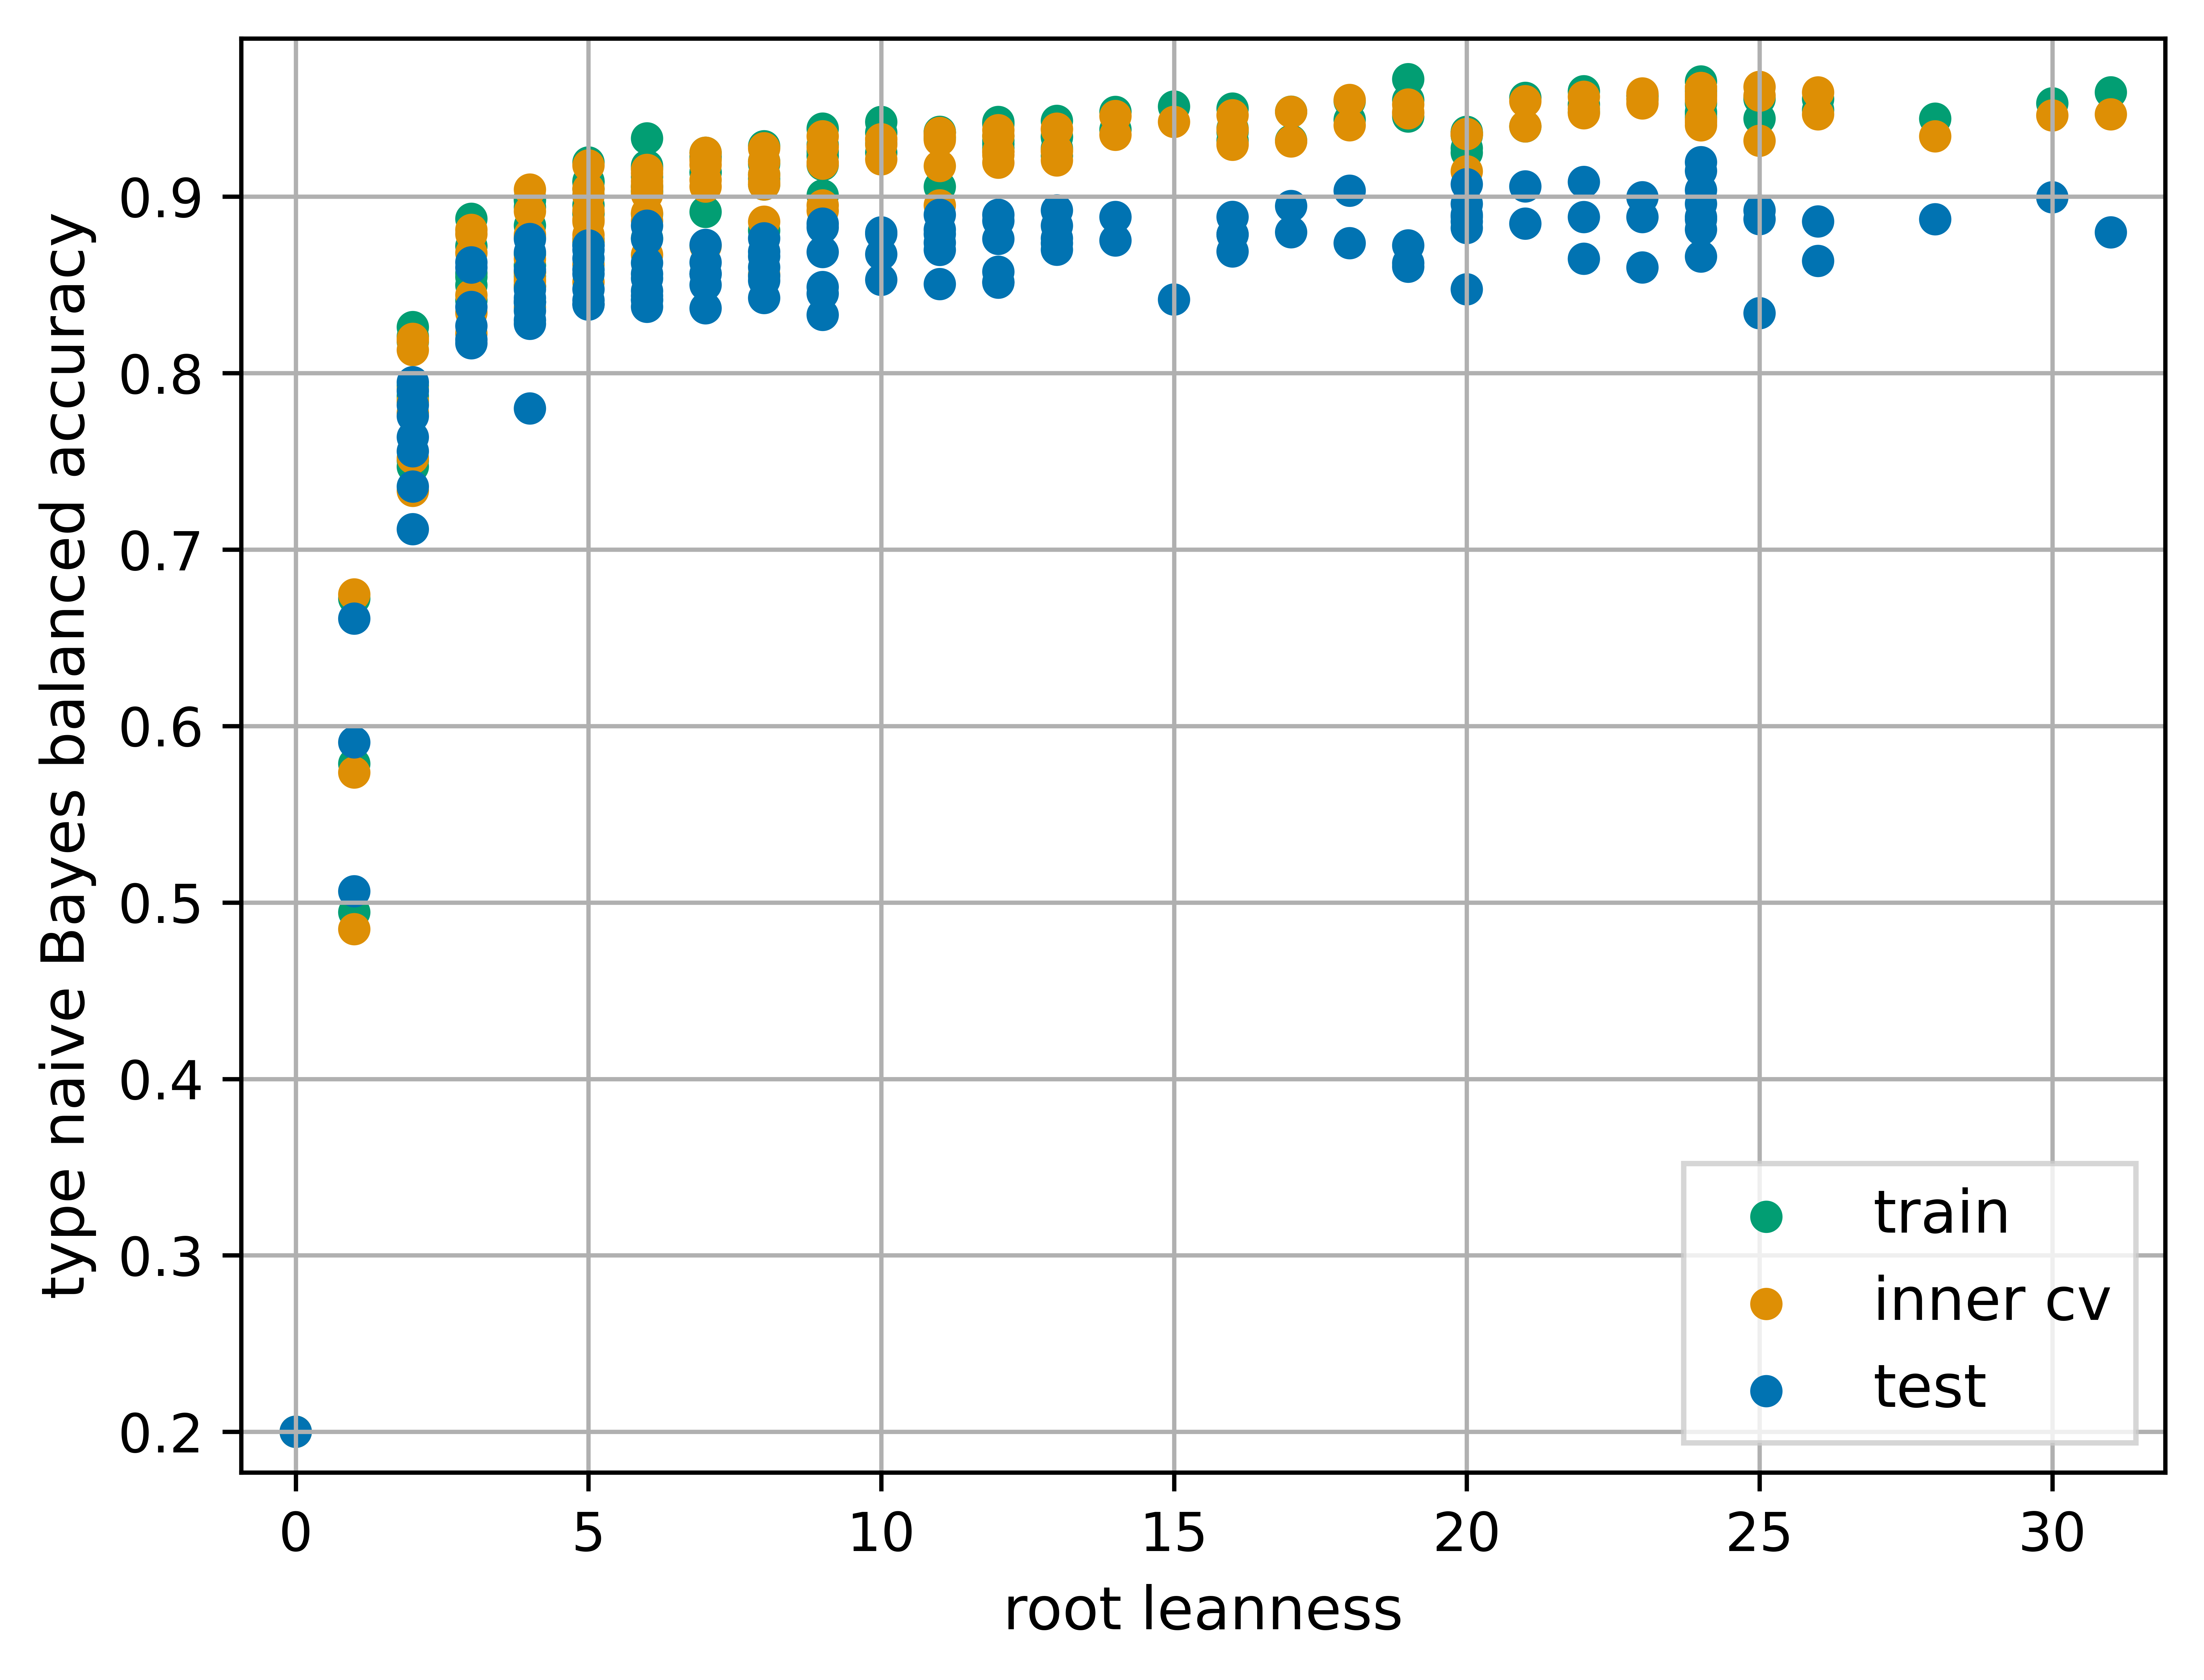 type naive Bayes balanced accuracy
0.9
0.8
0.7
0.6
0.5
0.4
0.3
0.2
0 5 10 15 20 25 30
root leanness
train
inner cv
test